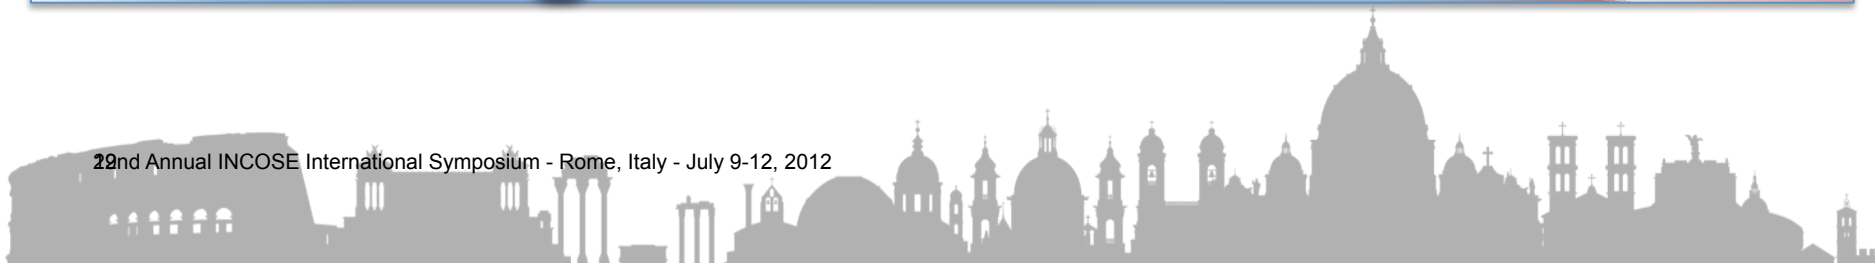 22nd Annual INCOSE International Symposium - Rome, Italy - July 9-12, 2012